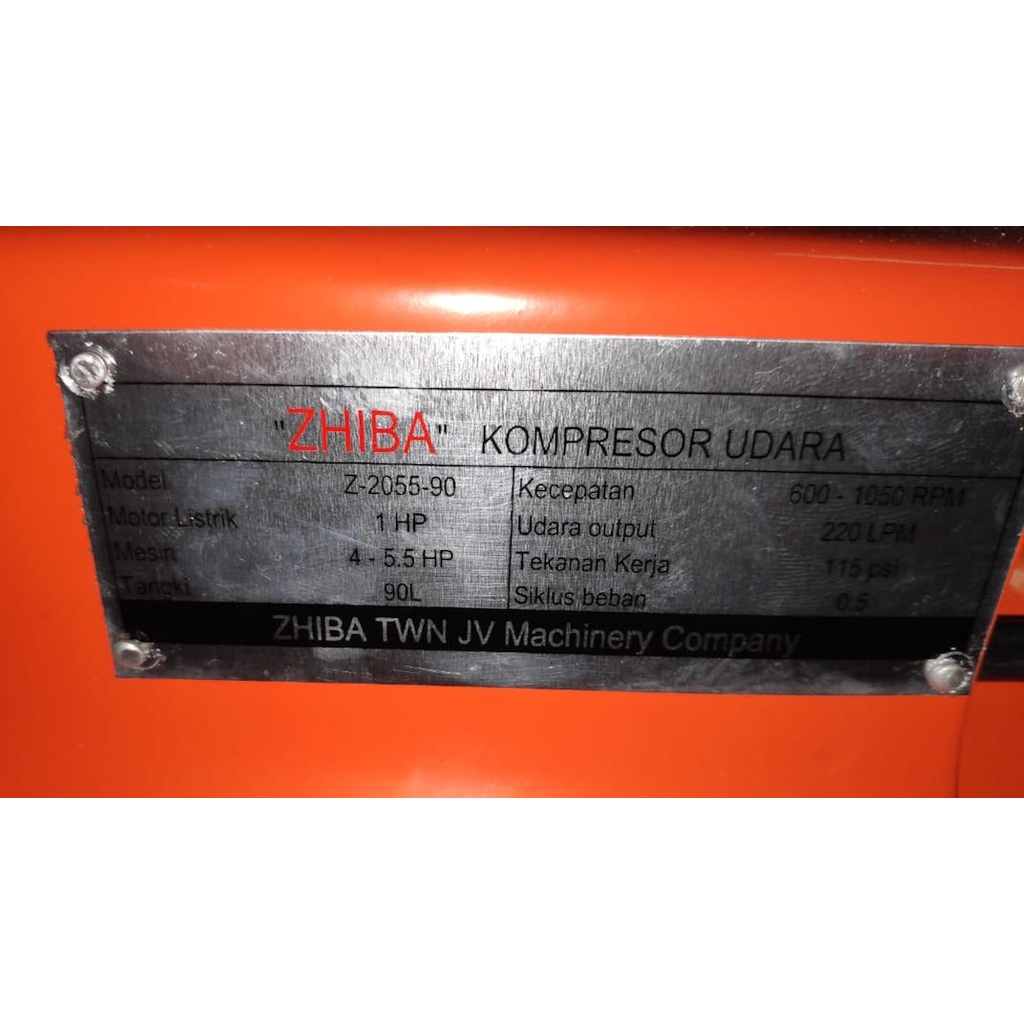 "ZHIBA" KOMPRESOR UDARA
Model Z-2055-90 Kecepatan 600 - 1050 RPM
Motor Listrik 1 HP Udara output 220 LPM
Mesin 4 - 5.5 HP Tekanan Kerja 115 psi
Tangki 90L Siklus beban 0.5
ZHIBA TWN JV Machinery Company